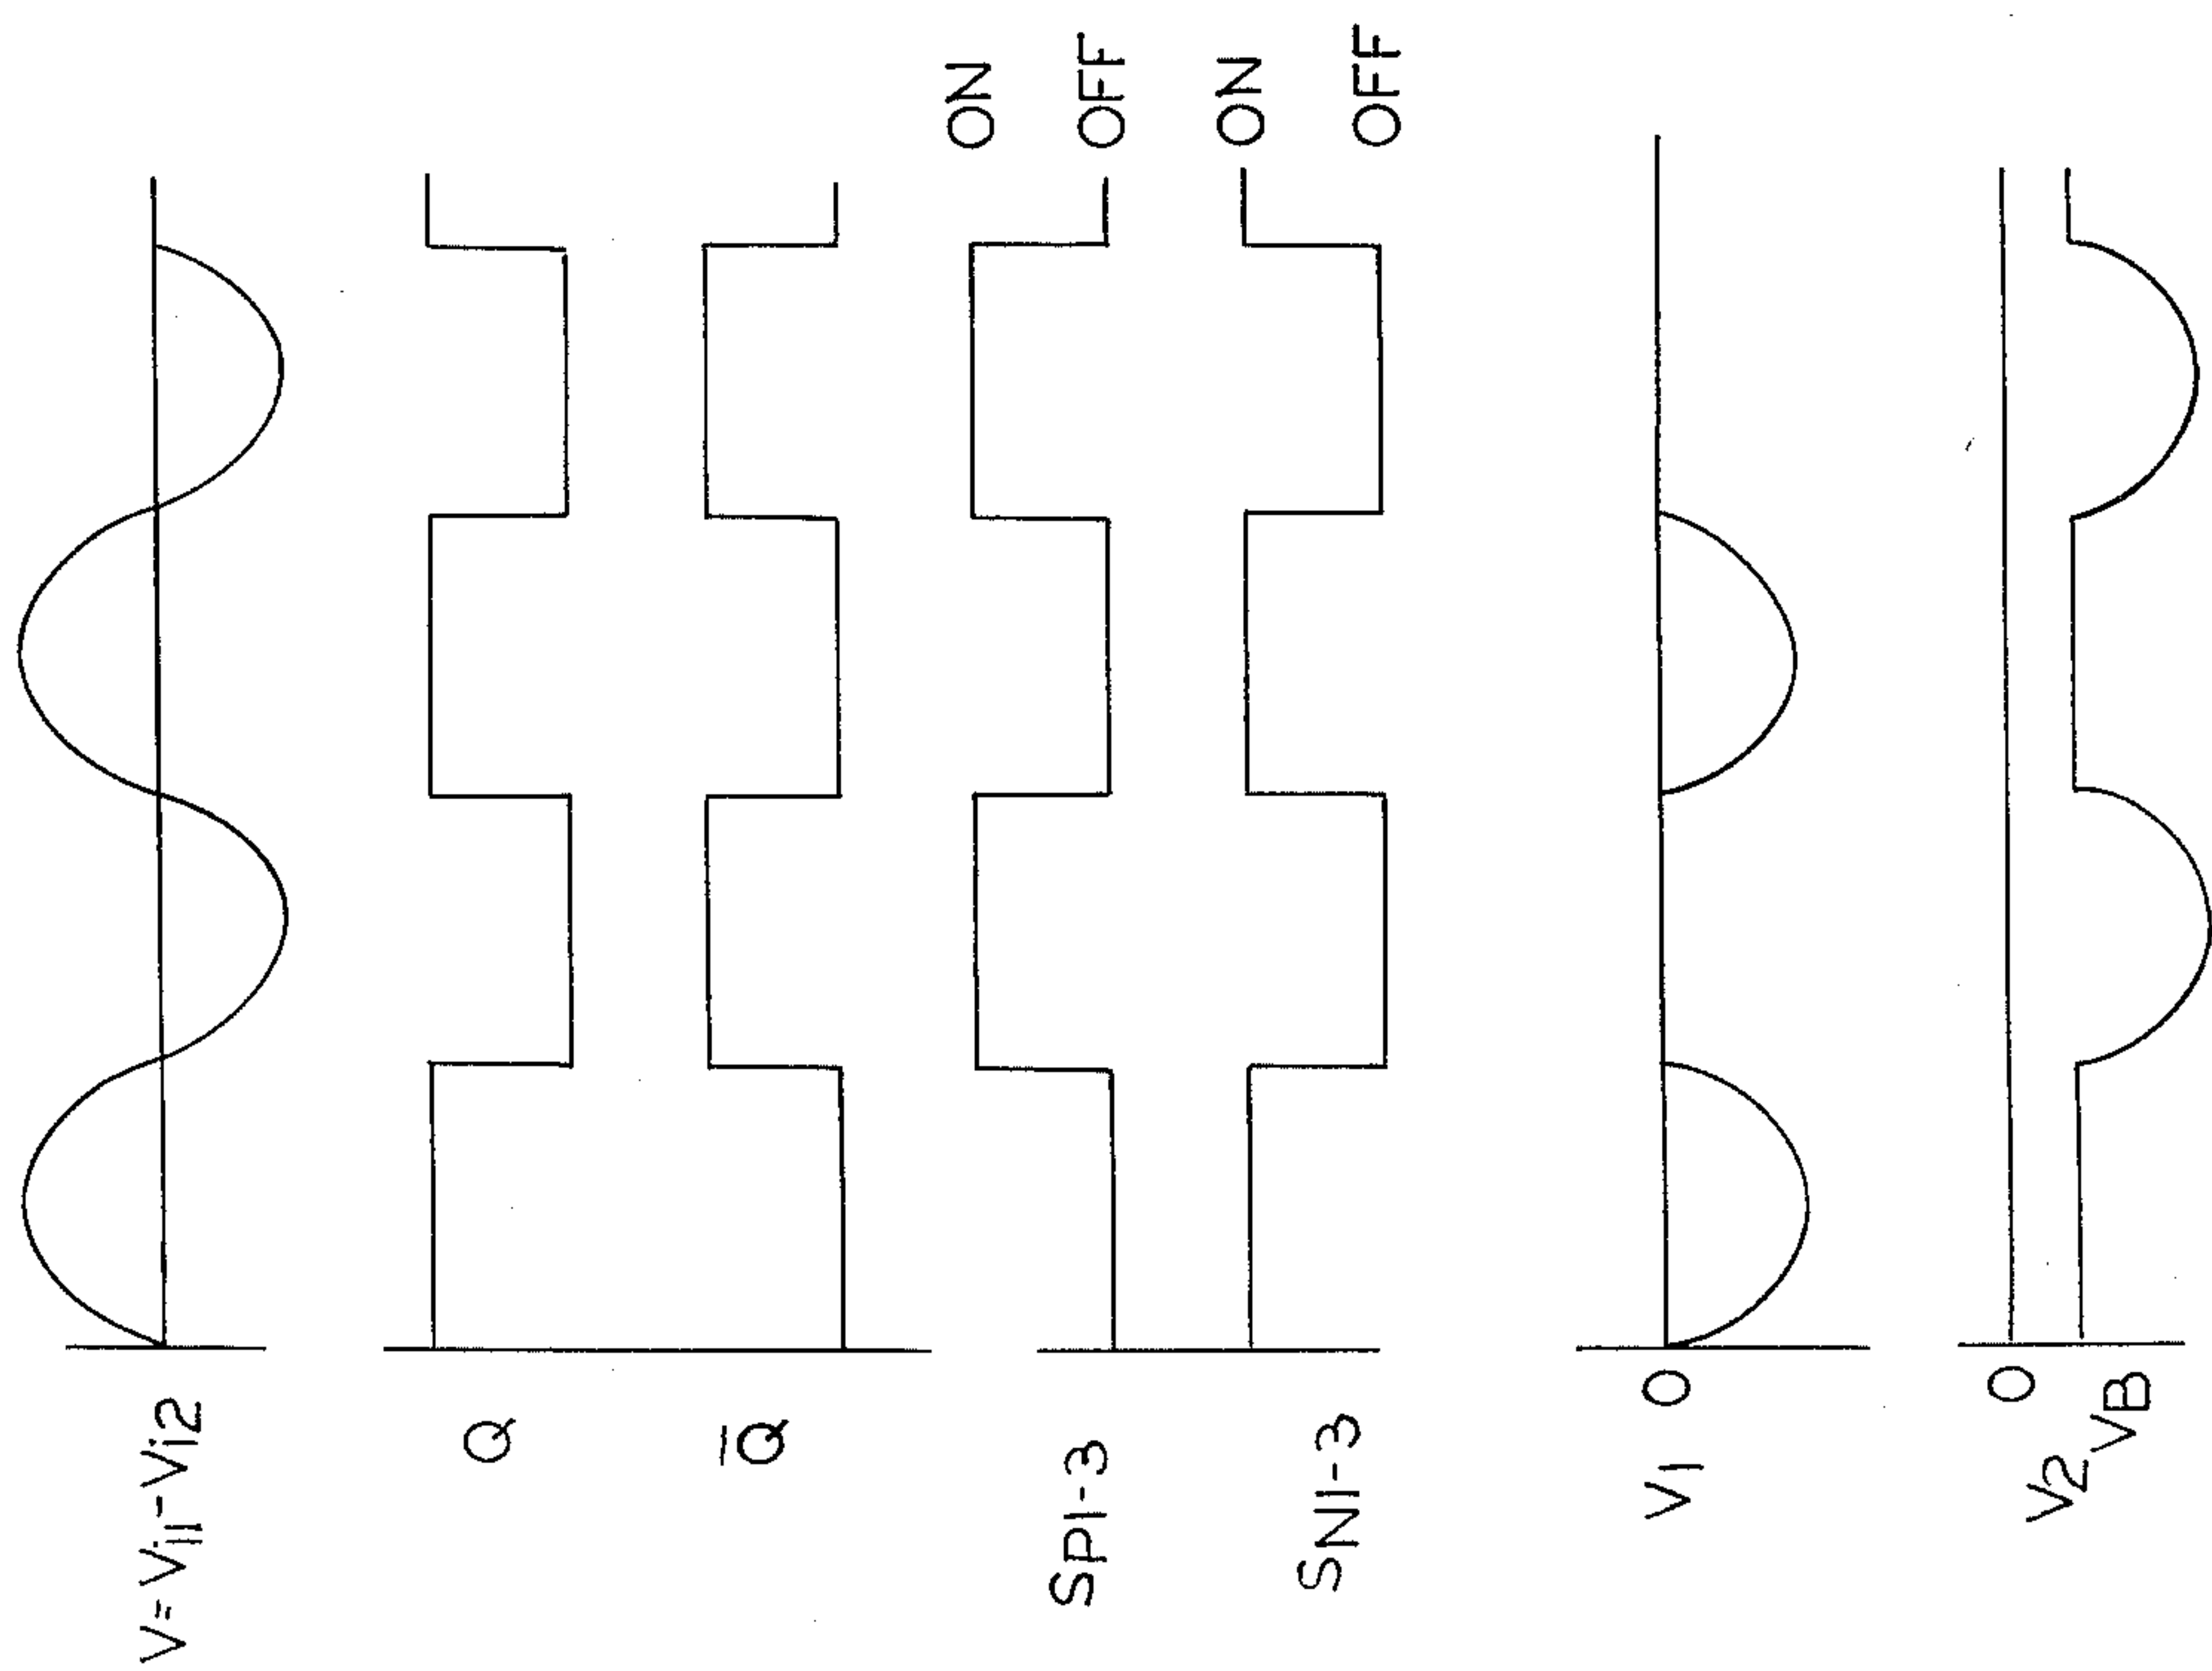 V=Vi1-Vi2
Q
Q̅
SP1-3
ON
OFF
SN1-3
ON
OFF
V1 0
0
V2 VB